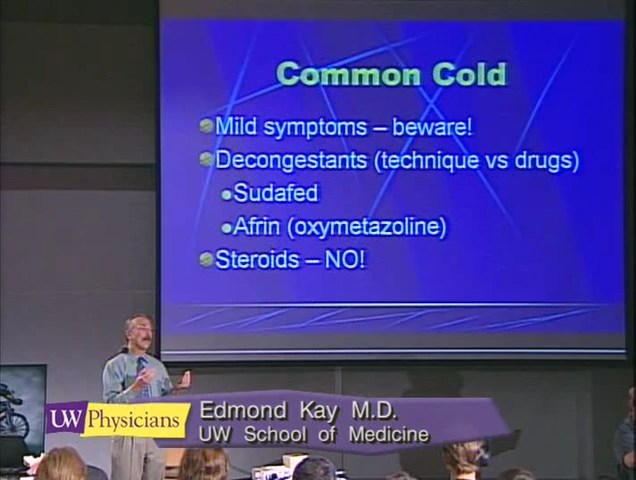 Common Cold
Mild symptoms – beware!
Decongestants (technique vs drugs)
Sudafed
Afrin (oxymetazoline)
Steroids – NO!
UW Physicians
Edmond Kay M.D.
UW School of Medicine